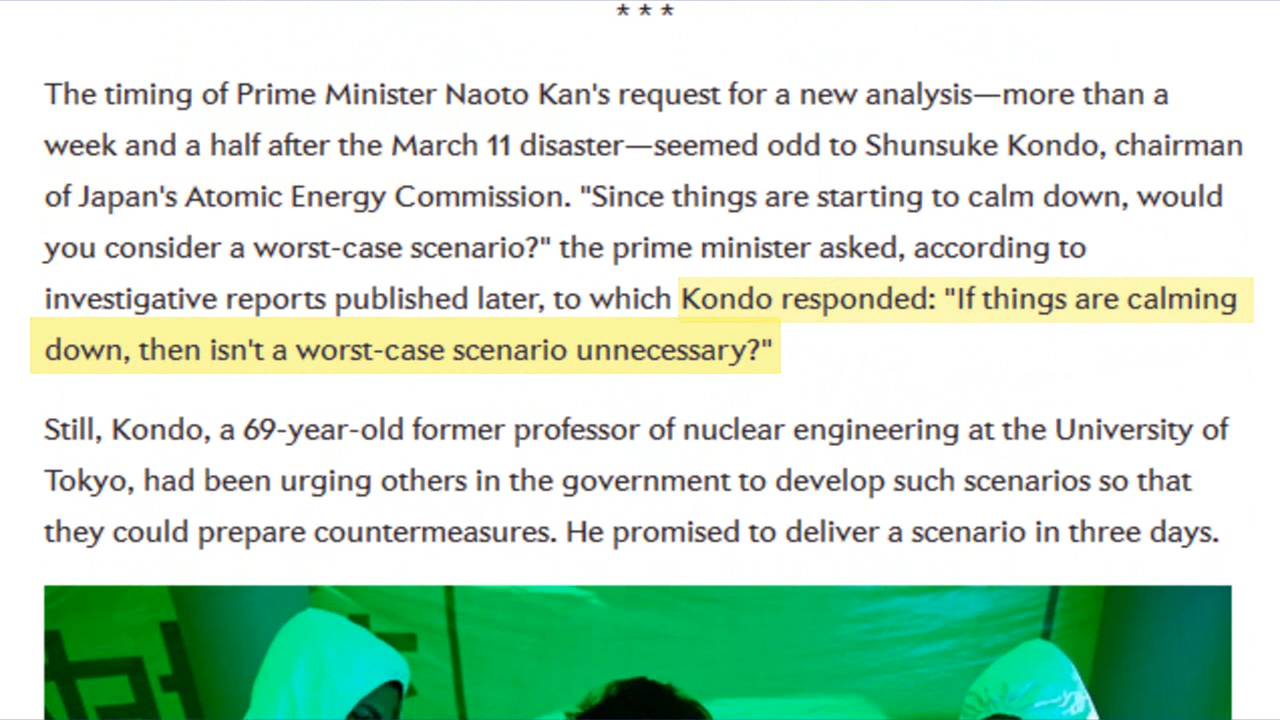 * * *
The timing of Prime Minister Naoto Kan's request for a new analysis—more than a
week and a half after the March 11 disaster—seemed odd to Shunsuke Kondo, chairman
of Japan's Atomic Energy Commission. "Since things are starting to calm down, would
you consider a worst-case scenario?" the prime minister asked, according to
investigative reports published later, to which Kondo responded: "If things are calming
down, then isn't a worst-case scenario unnecessary?"
Still, Kondo, a 69-year-old former professor of nuclear engineering at the University of
Tokyo, had been urging others in the government to develop such scenarios so that
they could prepare countermeasures. He promised to deliver a scenario in three days.